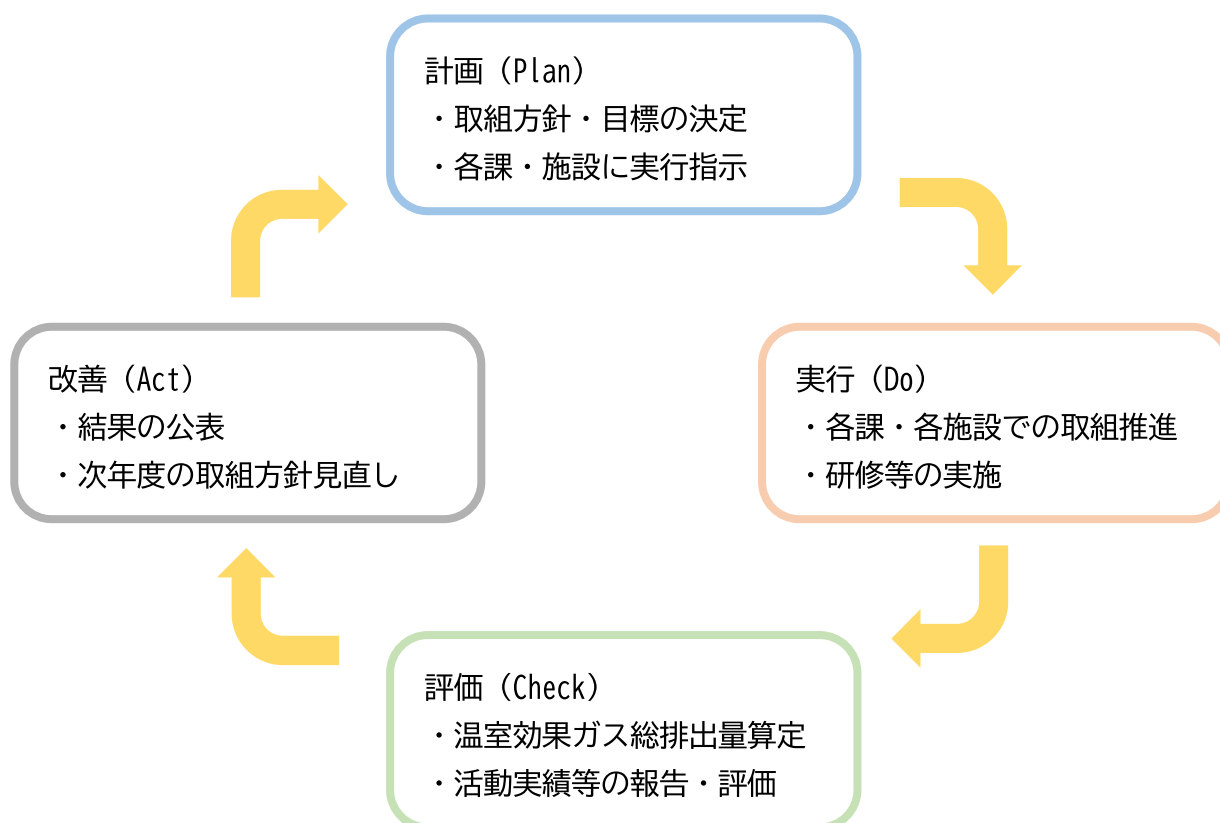 計画（Plan）
・取組方針・目標の決定
・各課・施設に実行指示
改善（Act）
・結果の公表
・次年度の取組方針見直し
実行（Do）
・各課・各施設での取組推進
・研修等の実施
評価（Check）
・温室効果ガス総排出量算定
・活動実績等の報告・評価